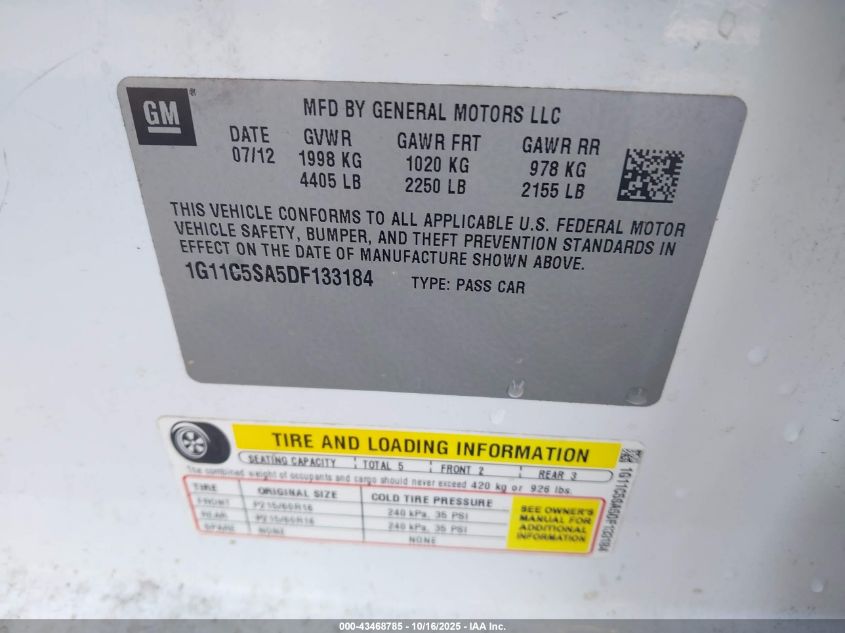 GM ®
MFD BY GENERAL MOTORS LLC
DATE GVWR GAWR FRT GAWR RR
07/12 1998 KG 1020 KG 978 KG
4405 LB 2250 LB 2155 LB
THIS VEHICLE CONFORMS TO ALL APPLICABLE U.S. FEDERAL MOTOR
VEHICLE SAFETY, BUMPER, AND THEFT PREVENTION STANDARDS IN
EFFECT ON THE DATE OF MANUFACTURE SHOWN ABOVE.
1G11C5SA5DF133184 TYPE: PASS CAR
TIRE AND LOADING INFORMATION
SEATING CAPACITY TOTAL 5 FRONT 2 REAR 3
The combined weight of occupants and cargo should never exceed 420 kg or 926 lbs.
TIRE ORIGINAL SIZE COLD TIRE PRESSURE
FRONT P215/60R16 240 kPa, 35 PSI
REAR P215/60R16 240 kPa, 35 PSI
SPARE NONE NONE
SEE OWNER'S
MANUAL FOR
ADDITIONAL
INFORMATION
1G11C5SA5DF133184
000-43468785 - 10/16/2025 - IAA Inc.